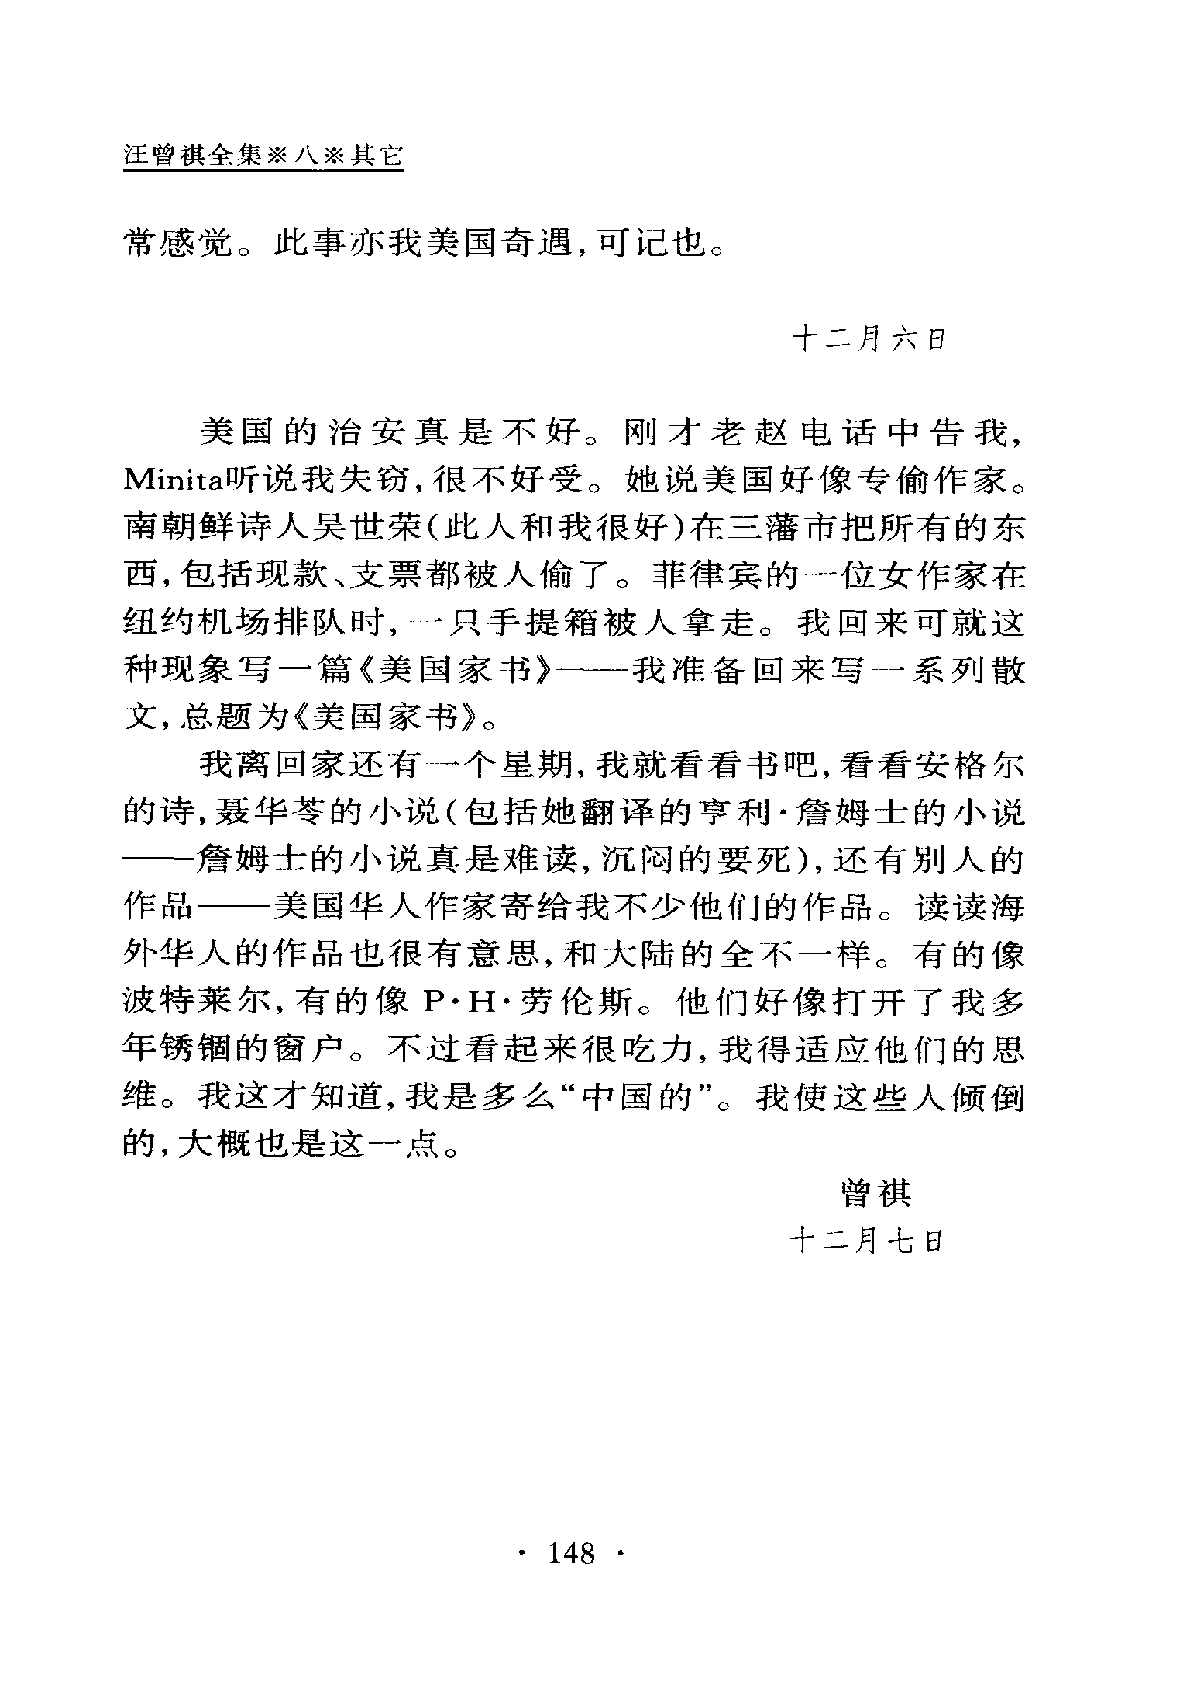 汪曾祺全集※八※其它
常感觉。此事亦我美国奇遇,可记也。
十二月六日
美国的治安真是不好。刚才老赵电话中告我,
Minita听说我失窃,很不好受。她说美国好像专偷作家。
南朝鲜诗人吴世荣(此人和我很好)在三藩市把所有的东
西,包括现款、支票都被人偷了。菲律宾的一位女作家在
纽约机场排队时,一只手提箱被人拿走。我回来可就这
种现象写一篇《美国家书》——我准备回来写一系列散
文,总题为《美国家书》。
我离回家还有一个星期,我就看看书吧,看看安格尔
的诗,聂华苓的小说(包括她翻译的亨利·詹姆士的小说
——詹姆士的小说真是难读,沉闷的要死),还有别人的
作品——美国华人作家寄给我不少他们的作品。读读海
外华人的作品也很有意思,和大陆的全不一样。有的像
波特莱尔,有的像 P·H·劳伦斯。他们好像打开了我多
年锈锢的窗户。不过看起来很吃力,我得适应他们的思
维。我这才知道,我是多么“中国的”。我使这些人倾倒
的,大概也是这一点。
曾祺
十二月七日
· 148 ·